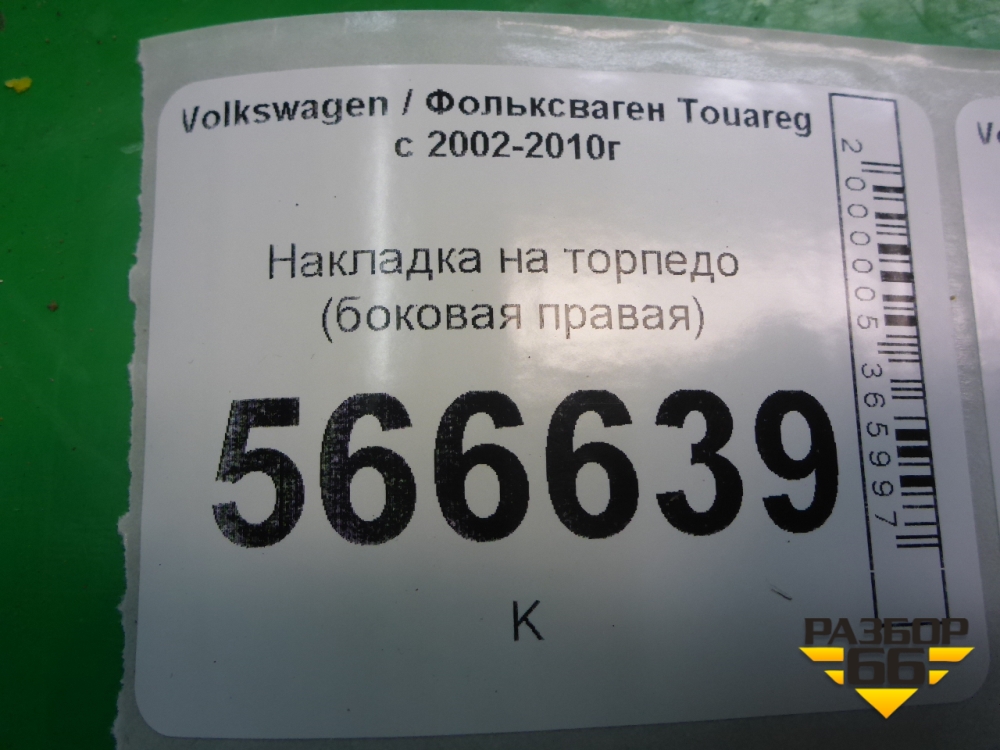 Volkswagen / Фольксваген Touareg
с 2002-2010г
Накладка на торпедо
(боковая правая)
566639
К
2000005365997
РАЗБОР
66